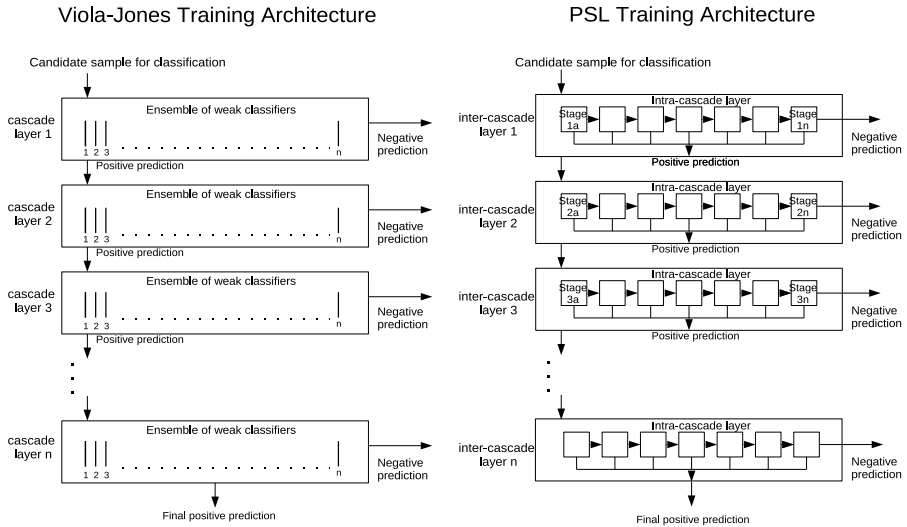 Viola-Jones Training Architecture
Candidate sample for classification
cascade
layer 1
Ensemble of weak classifiers
1 2 3
n
Negative
prediction
Positive prediction
cascade
layer 2
Ensemble of weak classifiers
1 2 3
n
Negative
prediction
Positive prediction
cascade
layer 3
Ensemble of weak classifiers
1 2 3
n
Negative
prediction
Positive prediction
cascade
layer n
Ensemble of weak classifiers
1 2 3
n
Negative
prediction
Final positive prediction
PSL Training Architecture
Candidate sample for classification
inter-cascade
layer 1
Intra-cascade layer
Stage
1a
Stage
1n
Negative
prediction
Positive prediction
inter-cascade
layer 2
Intra-cascade layer
Stage
2a
Stage
2n
Negative
prediction
Positive prediction
inter-cascade
layer 3
Intra-cascade layer
Stage
3a
Stage
3n
Negative
prediction
Positive prediction
inter-cascade
layer n
Intra-cascade layer
Negative
prediction
Final positive prediction